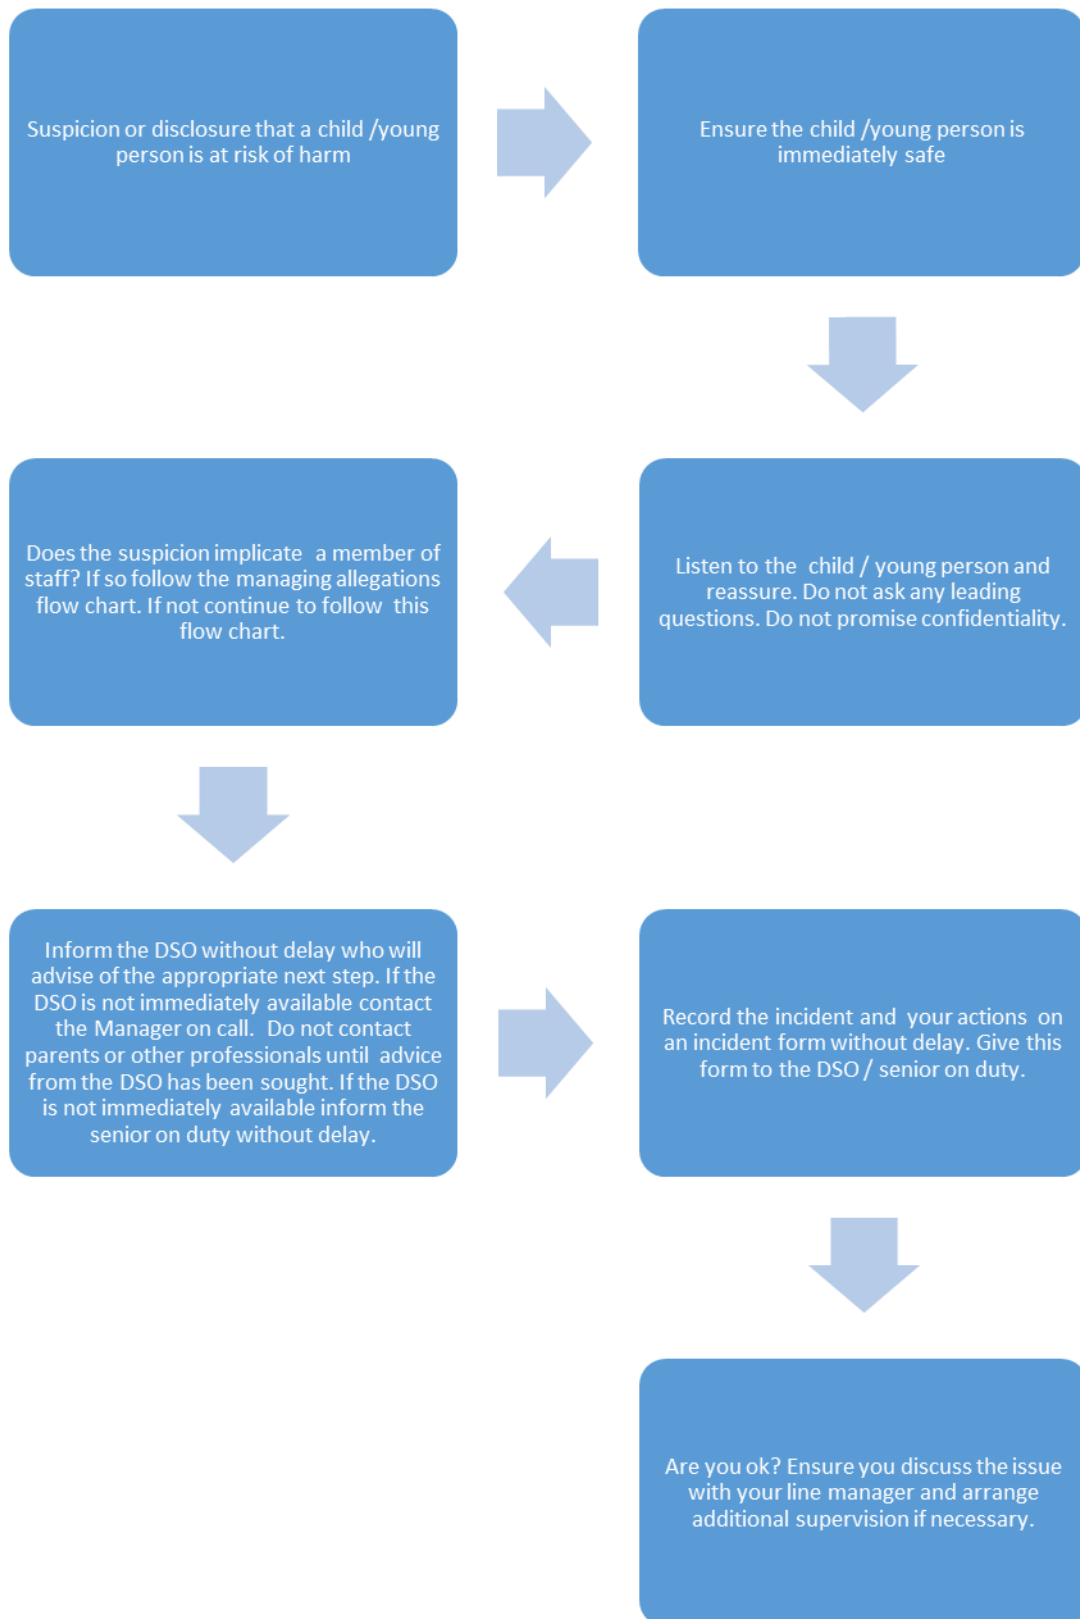 Suspicion or disclosure that a child /young
person is at risk of harm
Ensure the child /young person is
immediately safe
Listen to the child / young person and
reassure. Do not ask any leading
questions. Do not promise confidentiality.
Does the suspicion implicate a member of
staff? If so follow the managing allegations
flow chart. If not continue to follow this
flow chart.
Inform the DSO without delay who will
advise of the appropriate next step. If the
DSO is not immediately available contact
the Manager on call. Do not contact
parents or other professionals until advice
from the DSO has been sought. If the DSO
is not immediately available inform the
senior on duty without delay.
Record the incident and your actions on
an incident form without delay. Give this
form to the DSO / senior on duty.
Are you ok? Ensure you discuss the issue
with your line manager and arrange
additional supervision if necessary.